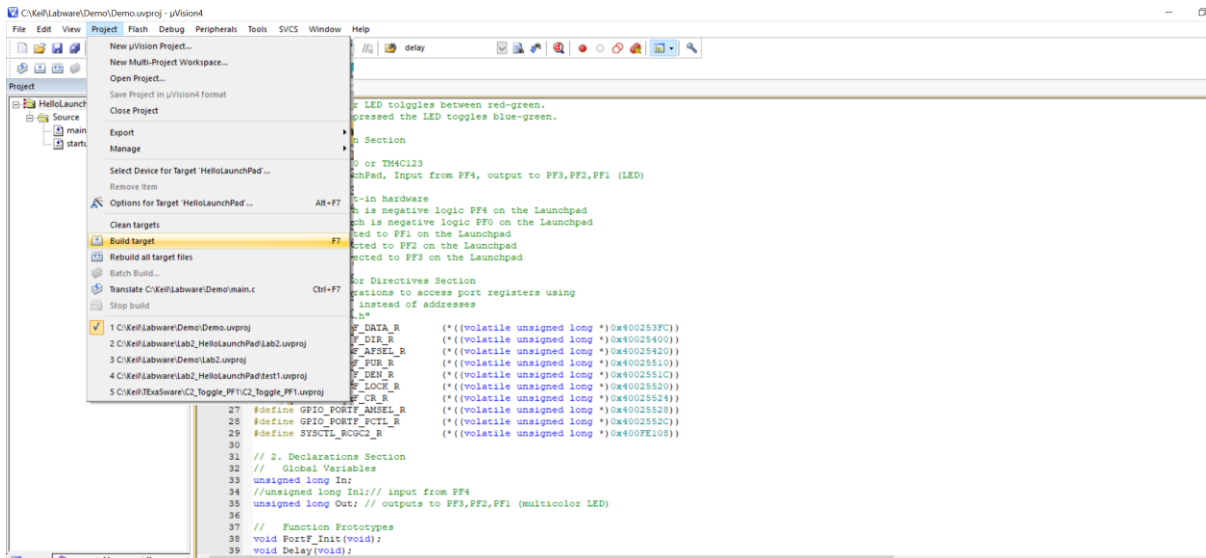 C:\Keil\Labware\Demo\Demo.uvproj - µVision4
File Edit View Project Flash Debug Peripherals Tools SVCS Window Help
delay
Project
HelloLaunch
Source
main
startu
New µVision Project...
New Multi-Project Workspace...
Open Project...
Save Project in µVision4 format
Close Project
Export
Manage
Select Device for Target 'HelloLaunchPad'...
Remove Item
Options for Target 'HelloLaunchPad'... Alt+F7
Clean targets
Build target F7
Rebuild all target files
Batch Build...
Translate C:\Keil\Labware\Demo\main.c Ctrl+F7
Stop build
1 C:\Keil\Labware\Demo\Demo.uvproj
2 C:\Keil\Labware\Lab2_HelloLaunchPad\Lab2.uvproj
3 C:\Keil\Labware\Demo\Lab2.uvproj
4 C:\Keil\Labware\Lab2_HelloLaunchPad\test1.uvproj
5 C:\Keil\TExaSware\C2_Toggle_PF1\C2_Toggle_PF1.uvproj
r LED tolggles between red-green.
pressed the LED toggles blue-green.
n Section
0 or TM4C123
chPad, Input from PF4, output to PF3,PF2,PF1 (LED)
t-in hardware
h is negative logic PF4 on the Launchpad
ch is negative logic PF0 on the Launchpad
ted to PF1 on the Launchpad
cted to PF2 on the Launchpad
ected to PF3 on the Launchpad
or Directives Section
rations to access port registers using
instead of addresses
.h"
F_DATA_R (*((volatile unsigned long *)0x400253FC))
F_DIR_R (*((volatile unsigned long *)0x40025400))
F_AFSEL_R (*((volatile unsigned long *)0x40025420))
F_PUR_R (*((volatile unsigned long *)0x40025510))
F_DEN_R (*((volatile unsigned long *)0x4002551C))
F_LOCK_R (*((volatile unsigned long *)0x40025520))
F_CR_R (*((volatile unsigned long *)0x40025524))
27 #define GPIO_PORTF_AMSEL_R (*((volatile unsigned long *)0x40025528))
28 #define GPIO_PORTF_PCTL_R (*((volatile unsigned long *)0x4002552C))
29 #define SYSCTL_RCGC2_R (*((volatile unsigned long *)0x400FE108))
30
31 // 2. Declarations Section
32 // Global Variables
33 unsigned long In;
34 //unsigned long In1;// input from PF4
35 unsigned long Out; // outputs to PF3,PF2,PF1 (multicolor LED)
36
37 // Function Prototypes
38 void PortF_Init(void);
39 void Delay(void);